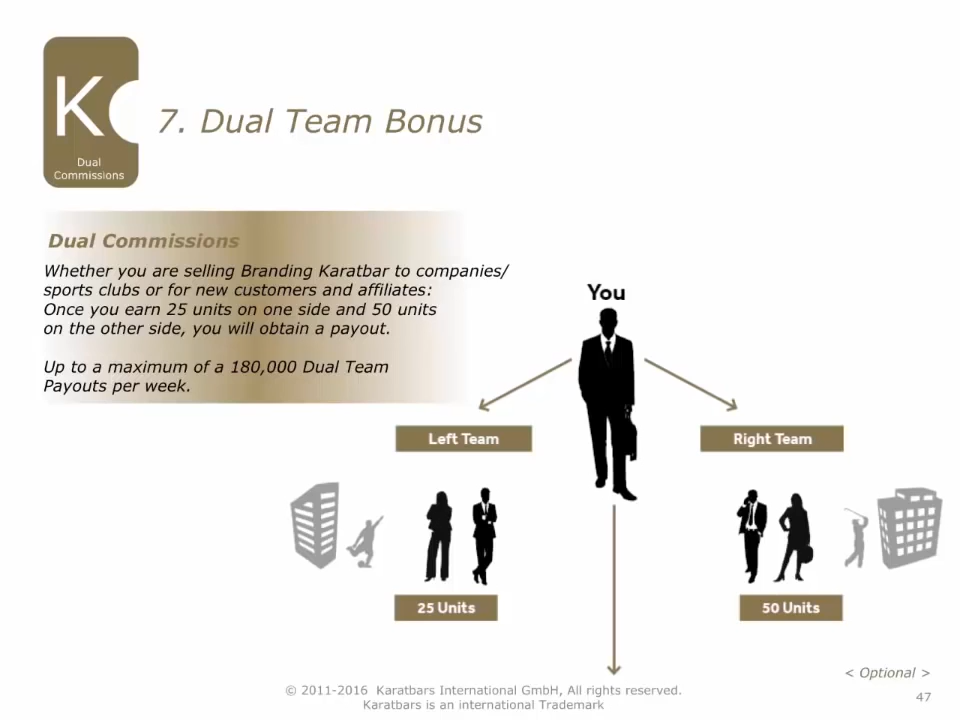 K
Dual
Commissions
7. Dual Team Bonus
Dual Commissions
Whether you are selling Branding Karatbar to companies/
sports clubs or for new customers and affiliates:
Once you earn 25 units on one side and 50 units
on the other side, you will obtain a payout.
Up to a maximum of a 180,000 Dual Team
Payouts per week.
You
Left Team
Right Team
25 Units
50 Units
< Optional >
© 2011-2016 Karatbars International GmbH, All rights reserved.
Karatbars is an international Trademark
47